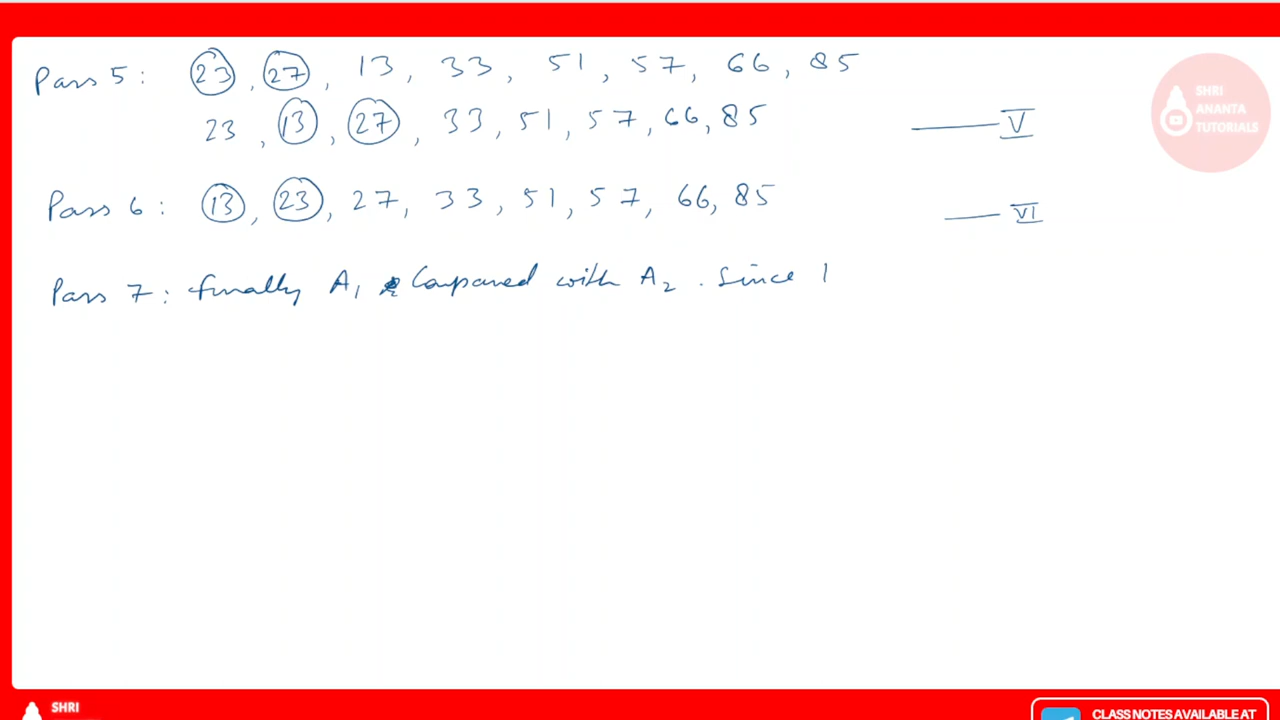 Pass 5: 23, 27, 13, 33, 51, 57, 66, 85
23, 13, 27, 33, 51, 57, 66, 85 — V
Pass 6: 13, 23, 27, 33, 51, 57, 66, 85 — VI
Pass 7: Finally A1 Compared with A2. Since 1
SHRI
ANANTA
TUTORIALS
SHRI
CLASS NOTES AVAILABLE AT